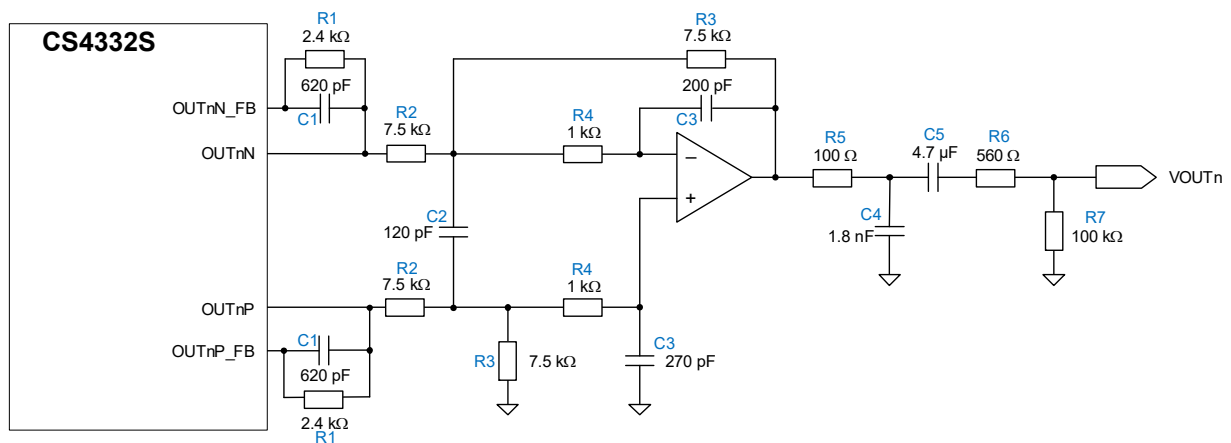 CS4332S
R1
2.4 kΩ
620 pF
C1
OUTnN_FB
OUTnN
R2
7.5 kΩ
R3
7.5 kΩ
200 pF
C3
R4
1 kΩ
−
+
R5
100 Ω
C5
4.7 µF
R6
560 Ω
VOUTn
C4
1.8 nF
R7
100 kΩ
C2
120 pF
R2
7.5 kΩ
R4
1 kΩ
OUTnP
OUTnP_FB
C1
620 pF
2.4 kΩ
R1
R3
7.5 kΩ
C3
270 pF